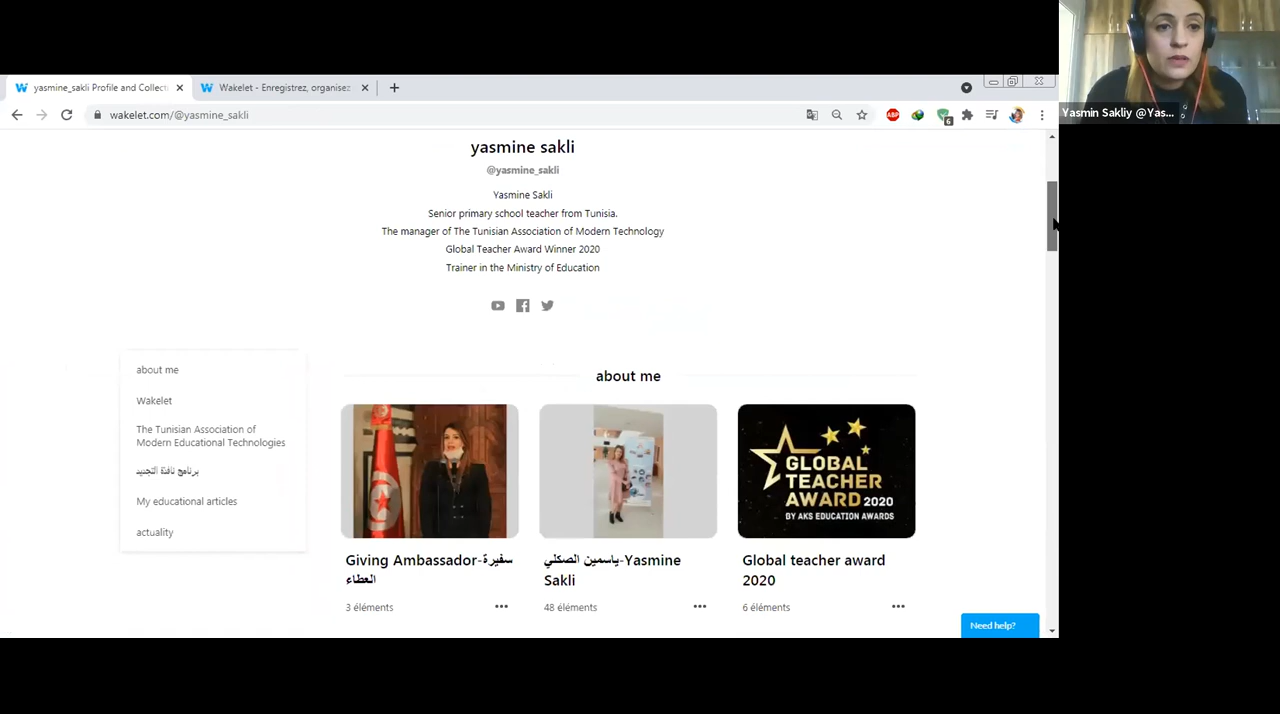 yasmine_sakli Profile and Collecti
Wakelet - Enregistrez, organisez
wakelet.com/@yasmine_sakli
ABP
6
Yasmin Sakliy @Yas...
yasmine sakli
@yasmine_sakli
Yasmine Sakli
Senior primary school teacher from Tunisia.
The manager of The Tunisian Association of Modern Technology
Global Teacher Award Winner 2020
Trainer in the Ministry of Education
about me
Wakelet
The Tunisian Association of
Modern Educational Technologies
برنامج نافذة التجديد
My educational articles
actuality
about me
GLOBAL
TEACHER
AWARD 2020
BY AKS EDUCATION AWARDS
Giving Ambassador-سفيرة
العطاء
3 éléments
ياسمين الصكلي-Yasmine
Sakli
48 éléments
Global teacher award
2020
6 éléments
Need help?